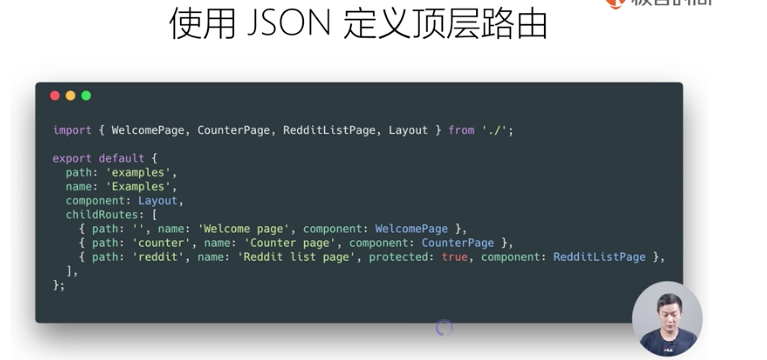 使用 JSON 定义顶层路由
import { WelcomePage, CounterPage, RedditListPage, Layout } from './';
export default {
  path: 'examples',
  name: 'Examples',
  component: Layout,
  childRoutes: [
    { path: '', name: 'Welcome page', component: WelcomePage },
    { path: 'counter', name: 'Counter page', component: CounterPage },
    { path: 'reddit', name: 'Reddit list page', protected: true, component: RedditListPage },
  ],
};